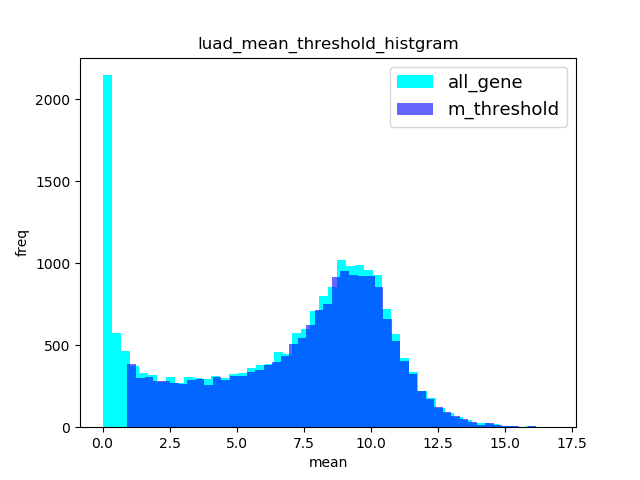 luad_mean_threshold_histgram
all_gene
m_threshold
freq
2000
1500
1000
500
0
0.0 2.5 5.0 7.5 10.0 12.5 15.0 17.5
mean